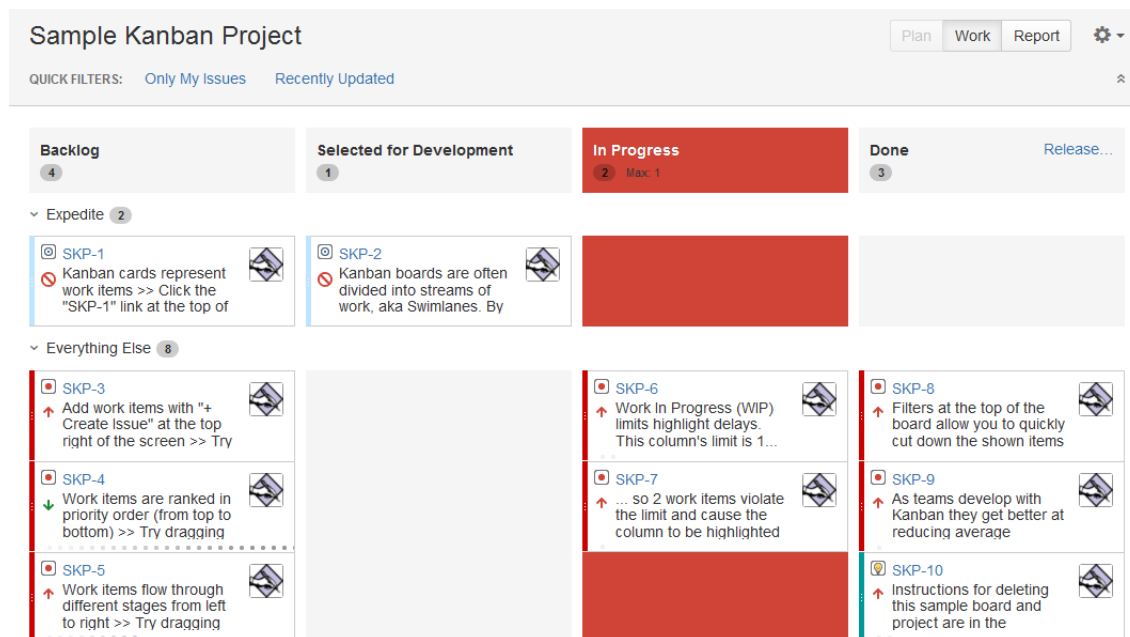 Sample Kanban Project
Plan Work Report
QUICK FILTERS: Only My Issues Recently Updated
Backlog
4
Selected for Development
1
In Progress
2 Max: 1
Done
Release...
3
Expedite 2
SKP-1
Kanban cards represent
work items >> Click the
"SKP-1" link at the top of
SKP-2
Kanban boards are often
divided into streams of
work, aka Swimlanes. By
Everything Else 8
SKP-3
Add work items with "+
Create Issue" at the top
right of the screen >> Try
SKP-4
Work items are ranked in
priority order (from top to
bottom) >> Try dragging
SKP-5
Work items flow through
different stages from left
to right >> Try dragging
SKP-6
Work In Progress (WIP)
limits highlight delays.
This column's limit is 1...
SKP-7
... so 2 work items violate
the limit and cause the
column to be highlighted
SKP-8
Filters at the top of the
board allow you to quickly
cut down the shown items
SKP-9
As teams develop with
Kanban they get better at
reducing average
SKP-10
Instructions for deleting
this sample board and
project are in the